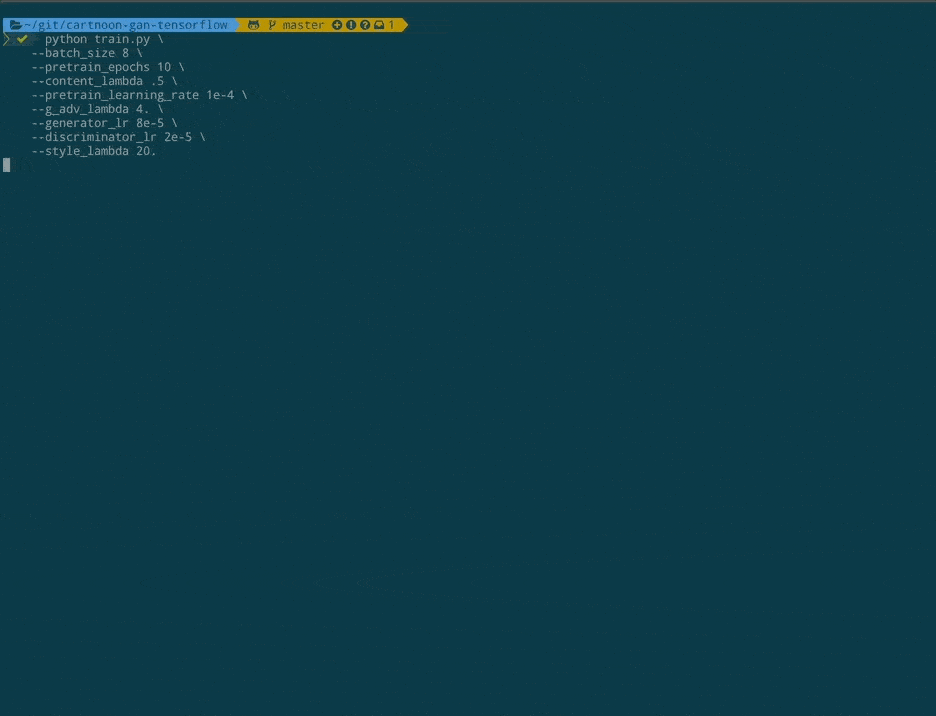 ~/git/cartnoon-gan-tensorflow master 1
python train.py \
--batch_size 8 \
--pretrain_epochs 10 \
--content_lambda .5 \
--pretrain_learning_rate 1e-4 \
--g_adv_lambda 4. \
--generator_lr 8e-5 \
--discriminator_lr 2e-5 \
--style_lambda 20.